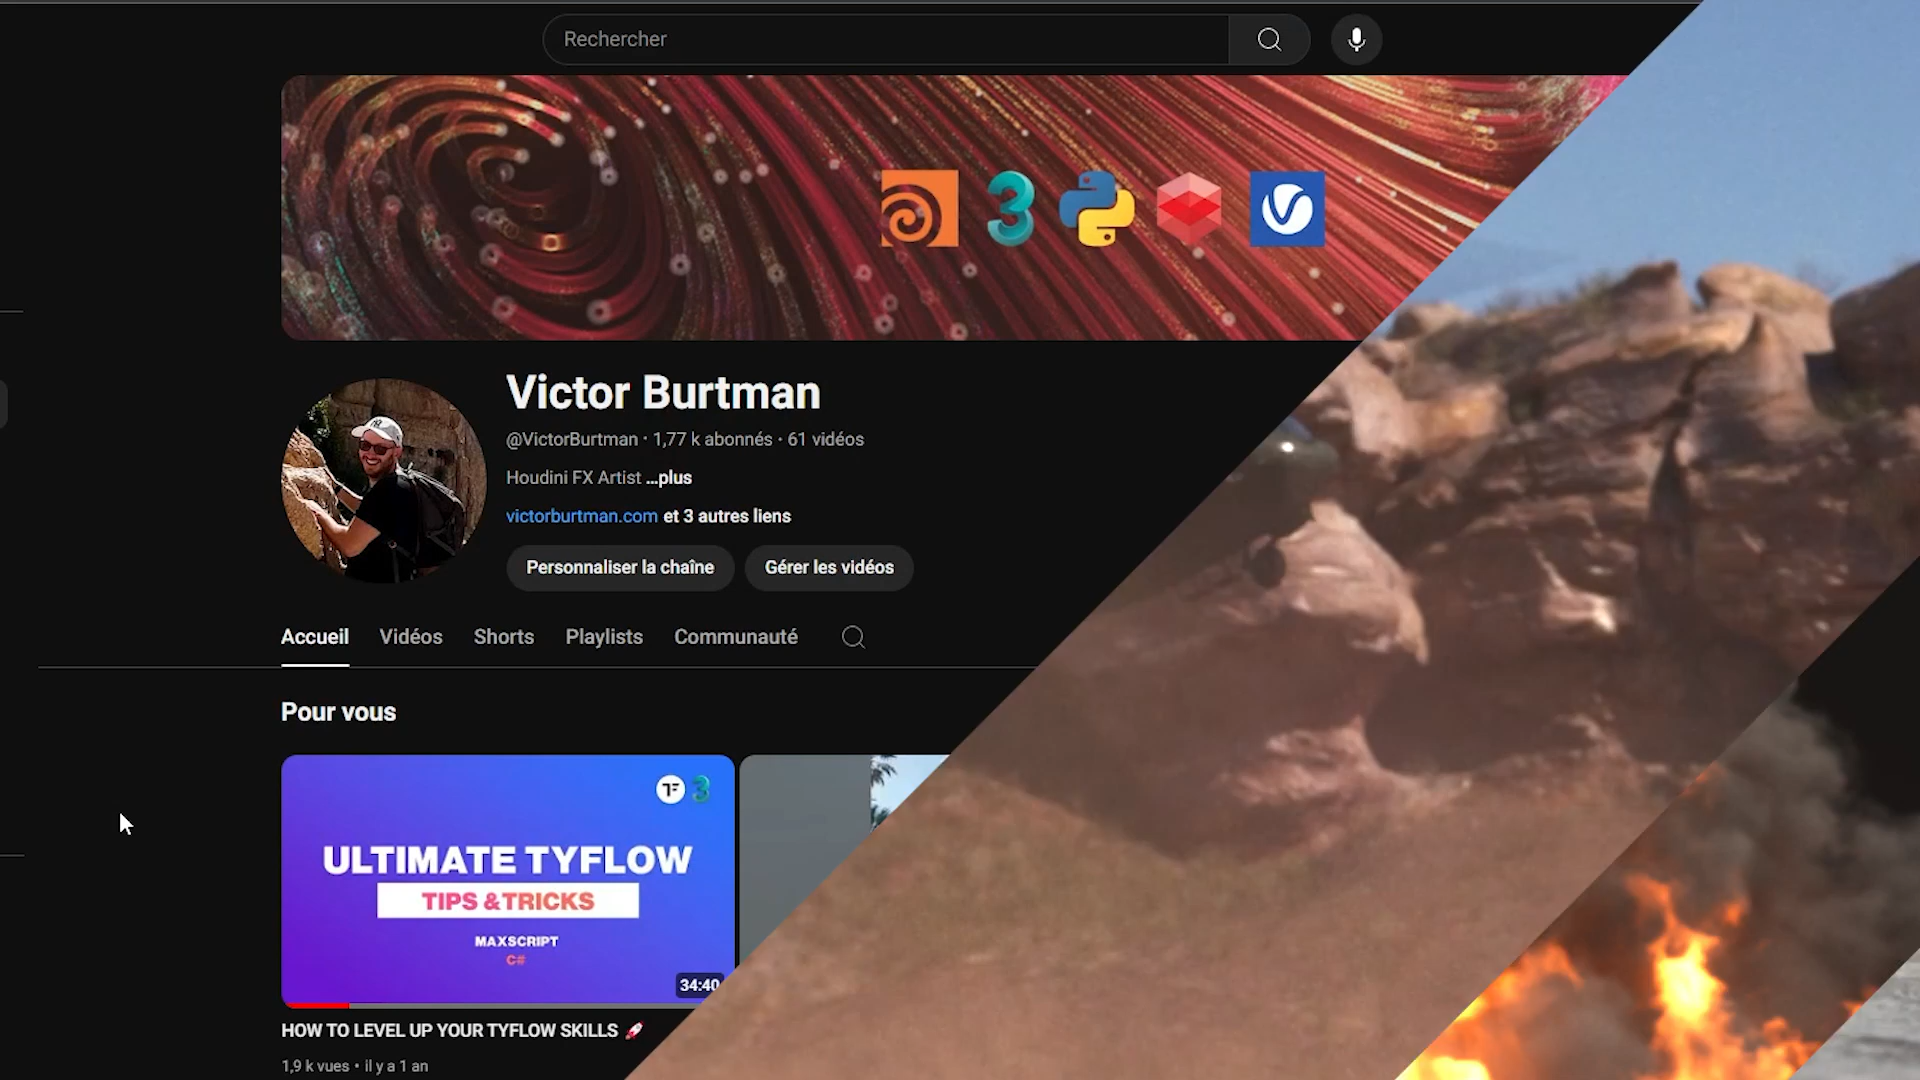 Rechercher
Victor Burtman
@VictorBurtman · 1,77 k abonnés · 61 vidéos
Houdini FX Artist ...plus
victorburtman.com et 3 autres liens
Personnaliser la chaîne
Gérer les vidéos
Accueil
Vidéos
Shorts
Playlists
Communauté
Pour vous
TF 3
ULTIMATE TYFLOW
TIPS & TRICKS
MAXSCRIPT
C#
34:40
HOW TO LEVEL UP YOUR TYFLOW SKILLS 🚀
1,9 k vues • il y a 1 an